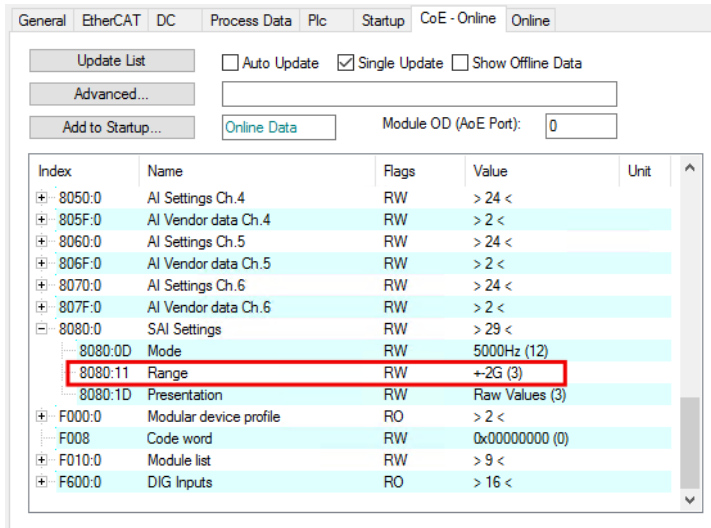 General EtherCAT DC Process Data Plc Startup CoE - Online Online
Update List Auto Update Single Update Show Offline Data
Advanced...
Add to Startup... Online Data Module OD (AoE Port): 0
Index Name Flags Value Unit
8050:0 AI Settings Ch.4 RW > 24 <
805F:0 AI Vendor data Ch.4 RW > 2 <
8060:0 AI Settings Ch.5 RW > 24 <
806F:0 AI Vendor data Ch.5 RW > 2 <
8070:0 AI Settings Ch.6 RW > 24 <
807F:0 AI Vendor data Ch.6 RW > 2 <
8080:0 SAI Settings RW > 29 <
8080:0D Mode RW 5000Hz (12)
8080:11 Range RW +-2G (3)
8080:1D Presentation RW Raw Values (3)
F000:0 Modular device profile RO > 2 <
F008 Code word RW 0x00000000 (0)
F010:0 Module list RW > 9 <
F600:0 DIG Inputs RO > 16 <